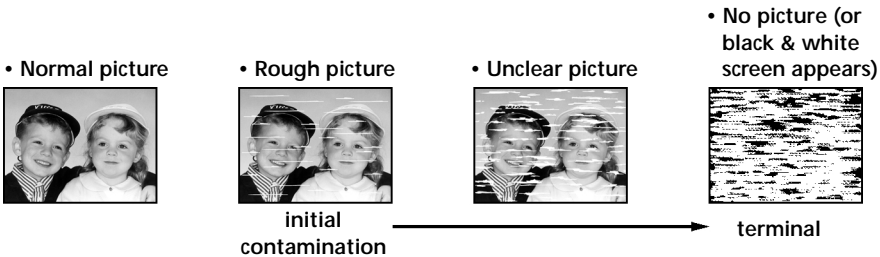 • Normal picture
• Rough picture
• Unclear picture
• No picture (or
black & white
screen appears)
initial
contamination
terminal